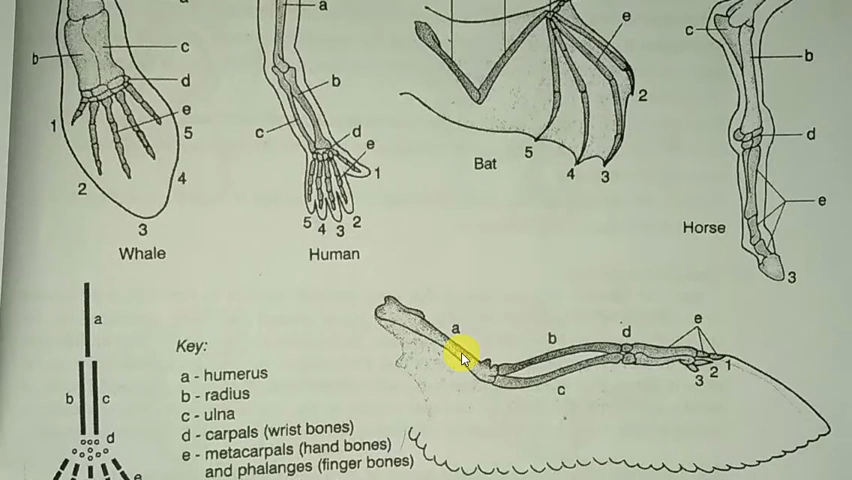 a
b
c
d
e
1
2
3
4
5
Whale
a
b
c
d
e
1
5 4 3 2
Human
e
2
5
4
3
Bat
c
b
d
e
3
Horse
a
b
c
d
e
Key:
a - humerus
b - radius
c - ulna
d - carpals (wrist bones)
e - metacarpals (hand bones)
and phalanges (finger bones)
a
b
c
d
e
3 2 1